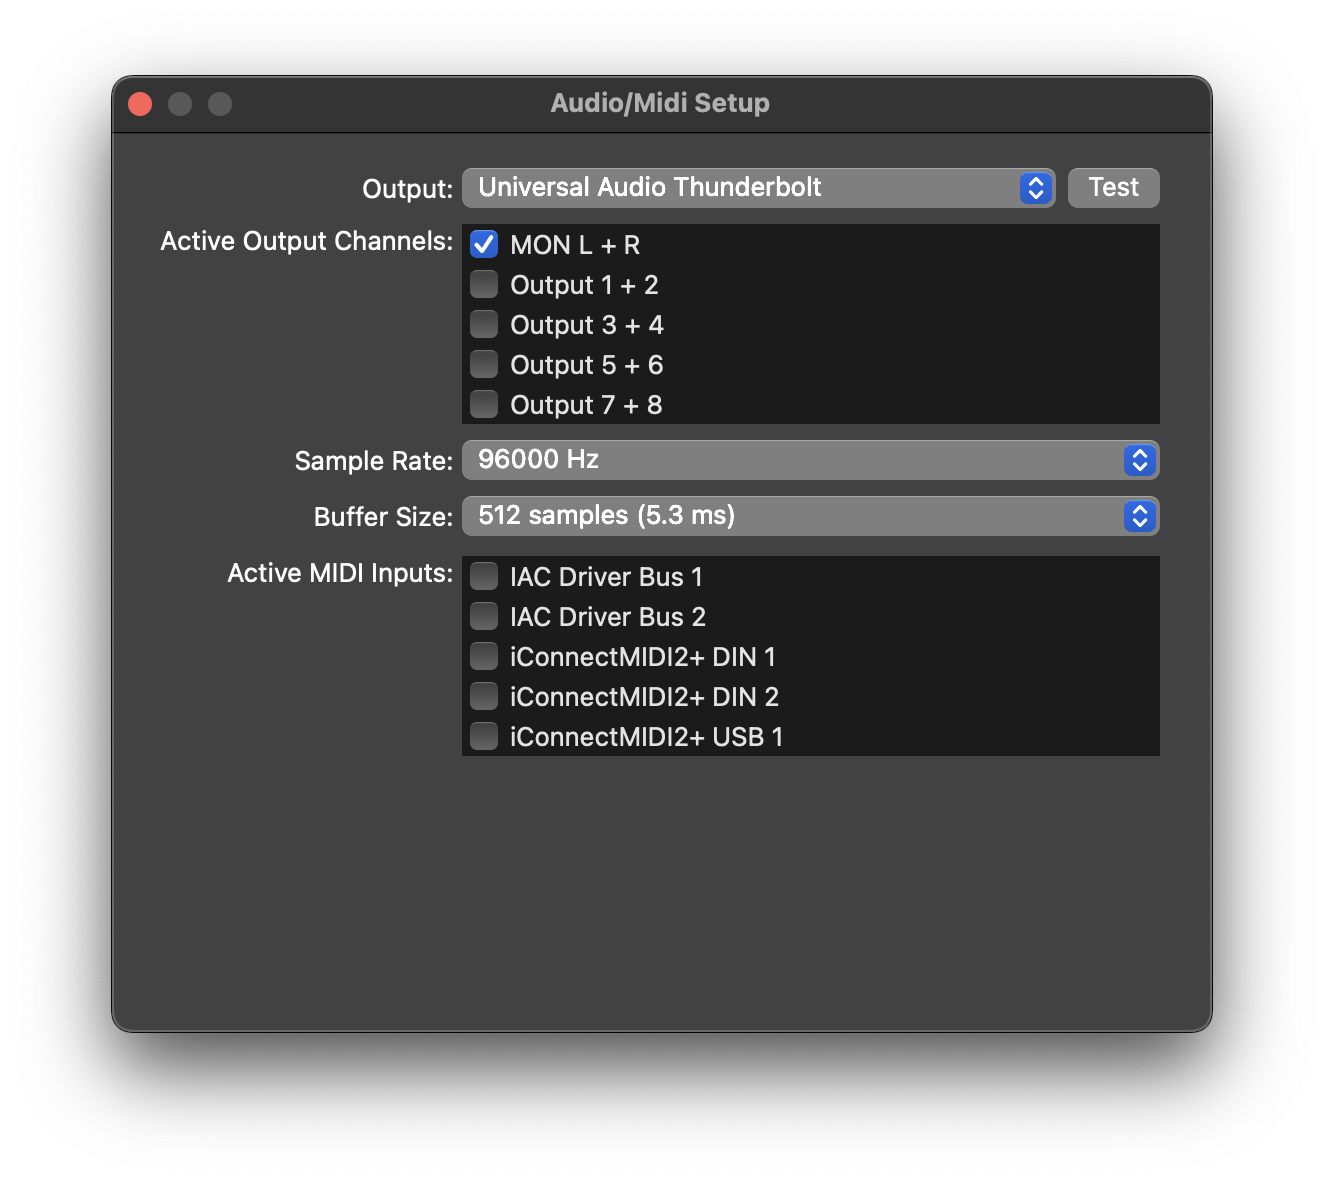 Audio/Midi Setup
Output: Universal Audio Thunderbolt Test
Active Output Channels: MON L + R
Output 1 + 2
Output 3 + 4
Output 5 + 6
Output 7 + 8
Sample Rate: 96000 Hz
Buffer Size: 512 samples (5.3 ms)
Active MIDI Inputs: IAC Driver Bus 1
IAC Driver Bus 2
iConnectMIDI2+ DIN 1
iConnectMIDI2+ DIN 2
iConnectMIDI2+ USB 1